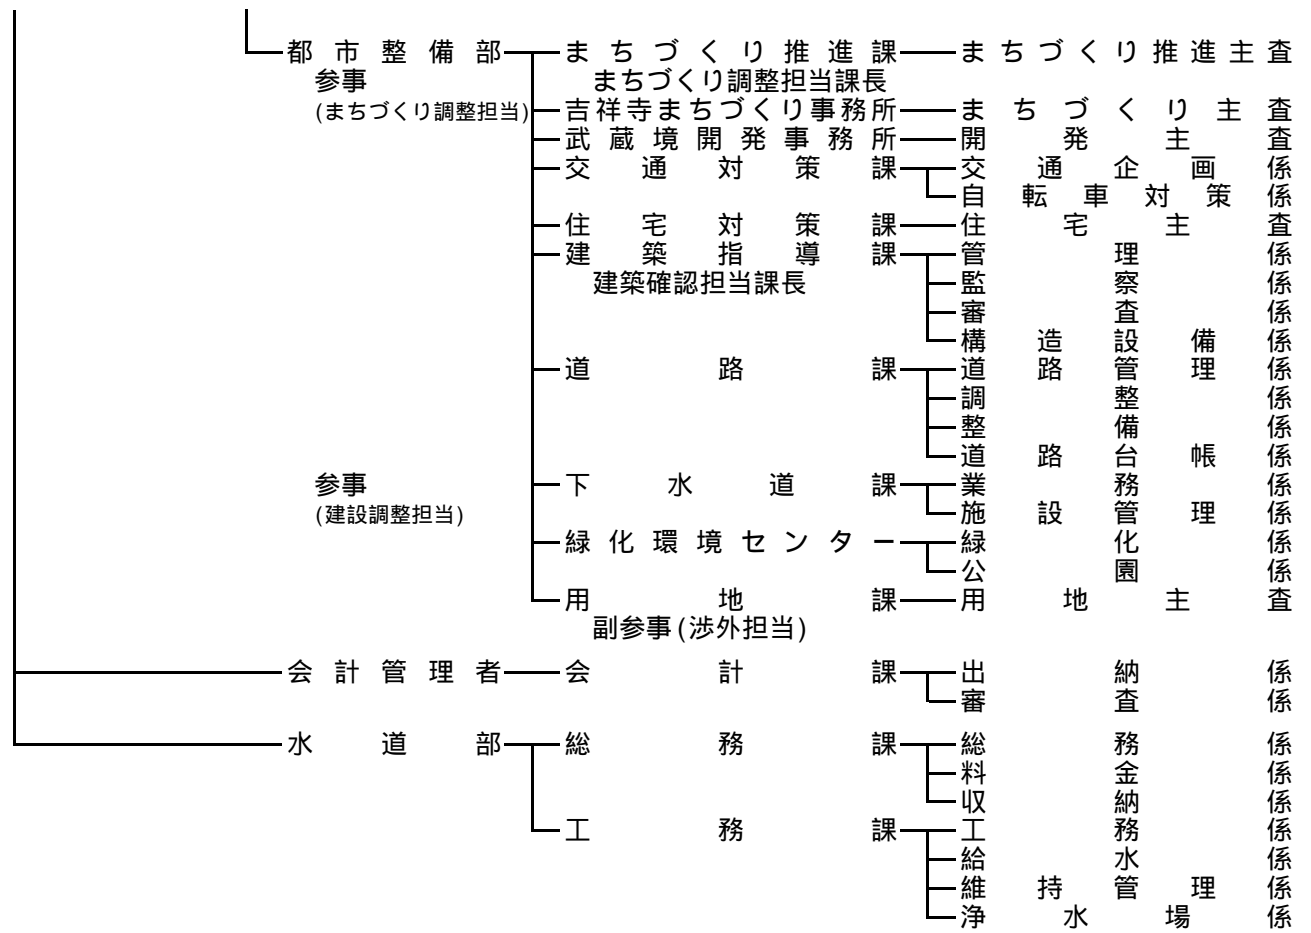 都市整備部 まちづくり推進課 まちづくり推進主査
参事 まちづくり調整担当課長
(まちづくり調整担当) 吉祥寺まちづくり事務所 まちづくり主査
武蔵境開発事務所 開発主査
交通対策課 交通企画係
自転車対策係
住宅対策課 住宅主査
建築指導課 管理係
建築確認担当課長 監察係
審査係
構造設備係
道路課 道路管理係
調整係
整備係
道路台帳係
参事 下水道課 業務係
(建設調整担当) 施設管理係
緑化環境センター 緑化係
公園係
用地課 用地主査
副参事(渉外担当)
会計管理者 会計課 出納係
審査係
水道部 総務課 総務係
料金係
収納係
工務課 工務係
給水係
維持管理係
浄水場係